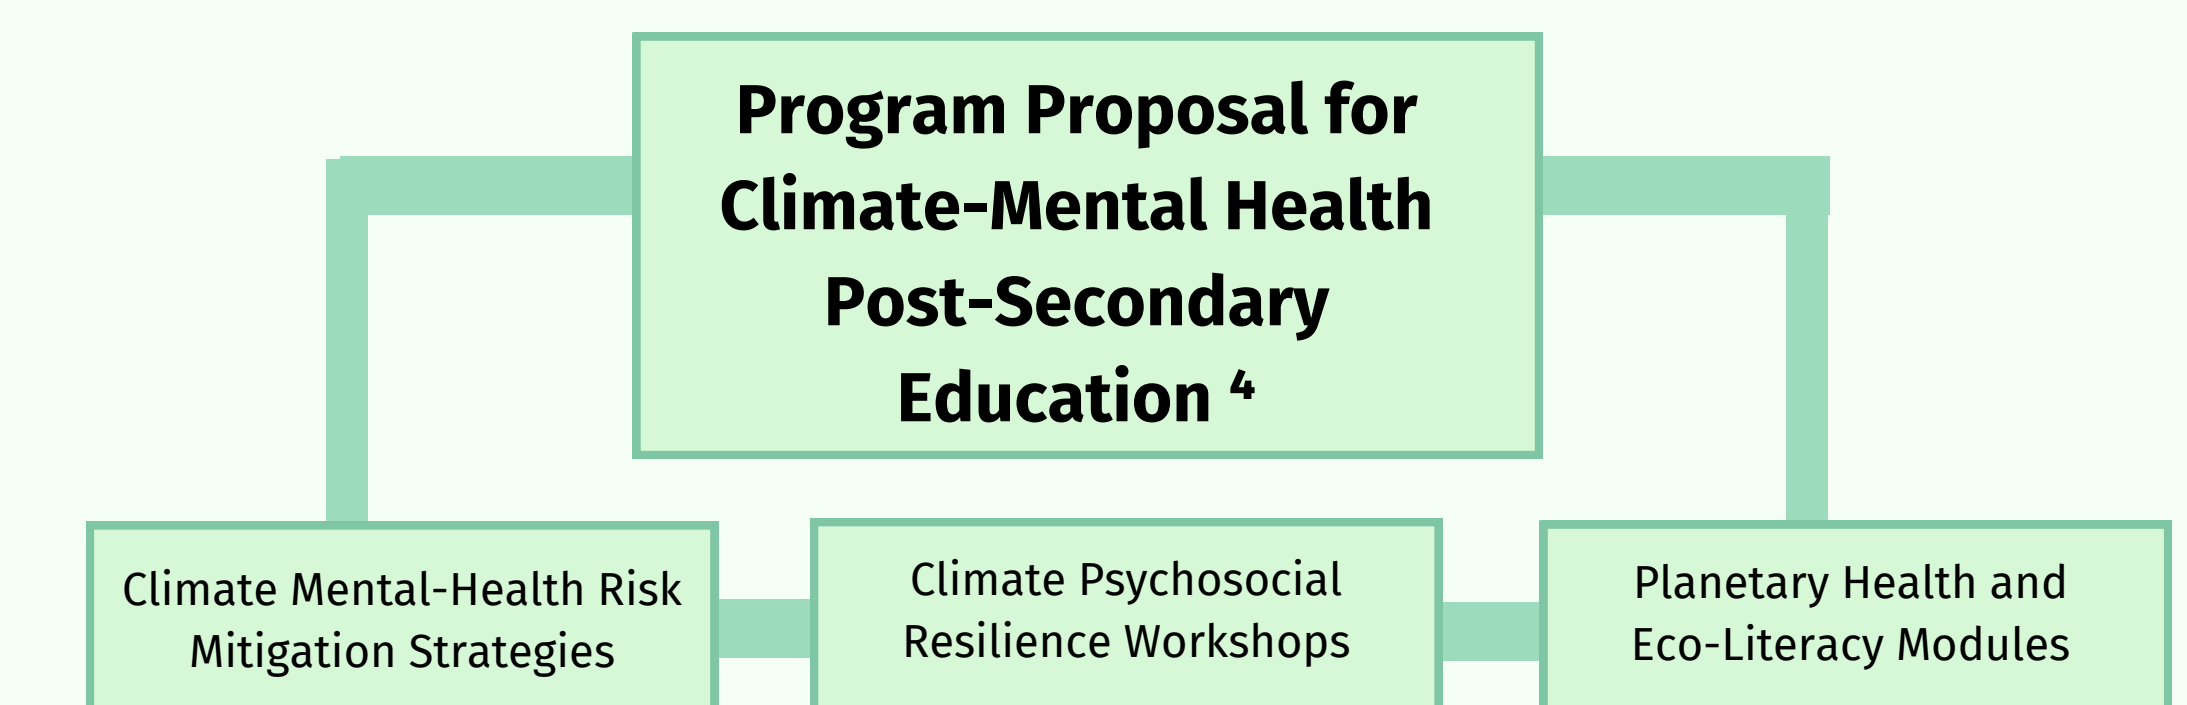 Program Proposal for
Climate-Mental Health
Post-Secondary
Education ⁴
Climate Mental-Health Risk
Mitigation Strategies
Climate Psychosocial
Resilience Workshops
Planetary Health and
Eco-Literacy Modules